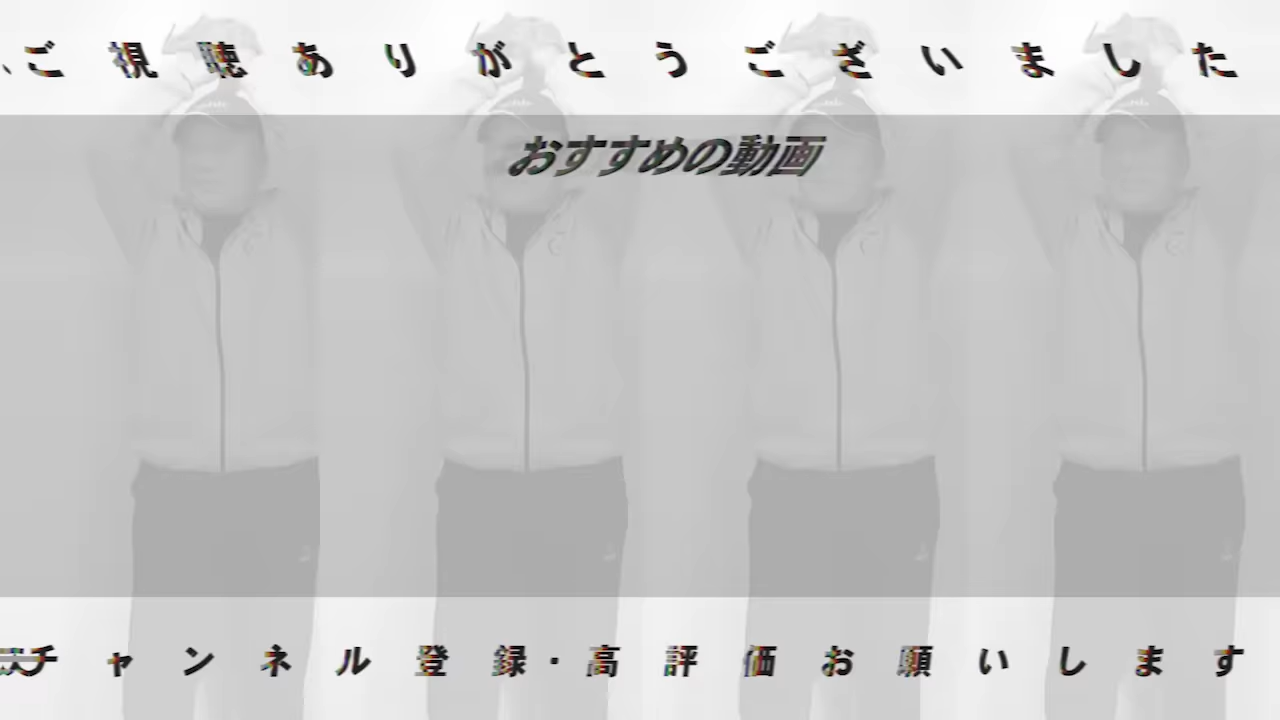 ご視聴ありがとうございました
おすすめの動画
チャンネル登録・高評価お願いします